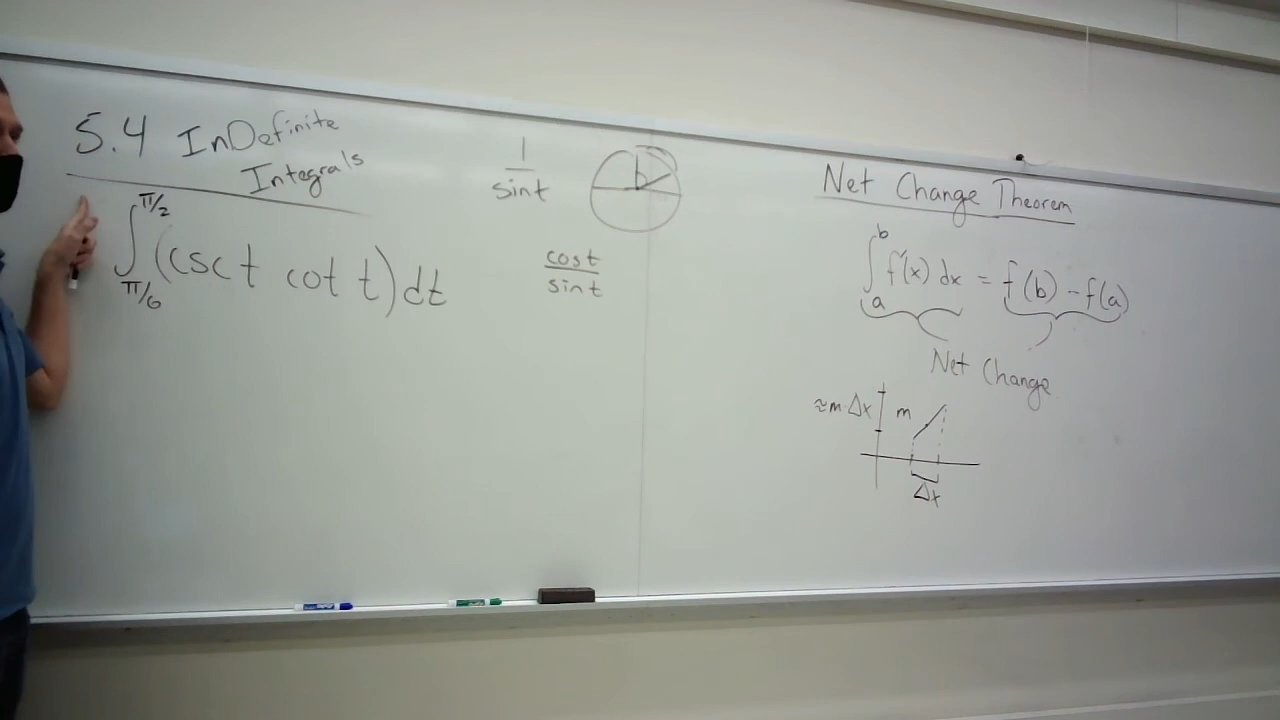 5.4 InDefinite
Integrals
∫_{π/6}^{π/2} (csc t cot t) dt
1
sin t
cos t
sin t
Net Change Theorem
∫_a^b f'(x) dx = f(b) - f(a)
Net Change
≈m·Δx
m
Δx